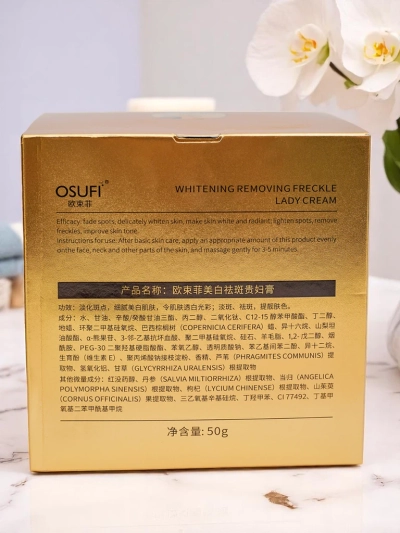 OSUFI®
欧束菲
WHITENING REMOVING FRECKLE
LADY CREAM
Efficacy: fade spots, delicately whiten skin, make skin white and radiant; lighten spots, remove
freckles, improve skin tone.
Instructions for use: After basic skin care, apply an appropriate amount of this product evenly
on the face, neck and other parts of the skin, and massage gently for 3-5 minutes.
产品名称：欧束菲美白祛斑贵妇膏
功效：淡化斑点，细腻美白肌肤，令肌肤透白光彩；淡斑、祛斑，提靓肤色。
成分：水、甘油、辛酸/癸酸甘油三酯、丙二醇、二氧化钛、C12-15 醇苯甲酸酯、丁二醇、
地蜡、环聚二甲基硅氧烷、巴西棕榈树（COPERNICIA CERIFERA）蜡、异十六烷、山梨坦
油酸酯、α-熊果苷、3-邻-乙基抗坏血酸、聚二甲基硅氧烷、硅石、羊毛脂、1,2-戊二醇、烟
酰胺、PEG-30 二聚羟基硬脂酸酯、苯氧乙醇、透明质酸钠、苯乙基间苯二酚、异十二烷、
生育酚（维生素 E）、聚丙烯酸钠接枝淀粉、香精、芦苇（PHRAGMITES COMMUNIS）提
取物、氢氧化铝、甘草（GLYCYRRHIZA URALENSIS）根提取物
其他微量成分：红没药醇、丹参（SALVIA MILTIORRHIZA）根提取物、当归（ANGELICA
POLYMORPHA SINENSIS）根提取物、枸杞（LYCIUM CHINENSE）根提取物、山茱萸
（CORNUS OFFICINALIS）果提取物、三乙氧基辛基硅烷、丁羟甲苯、CI 77492、丁基甲
氧基二苯甲酰基甲烷
净含量：50g